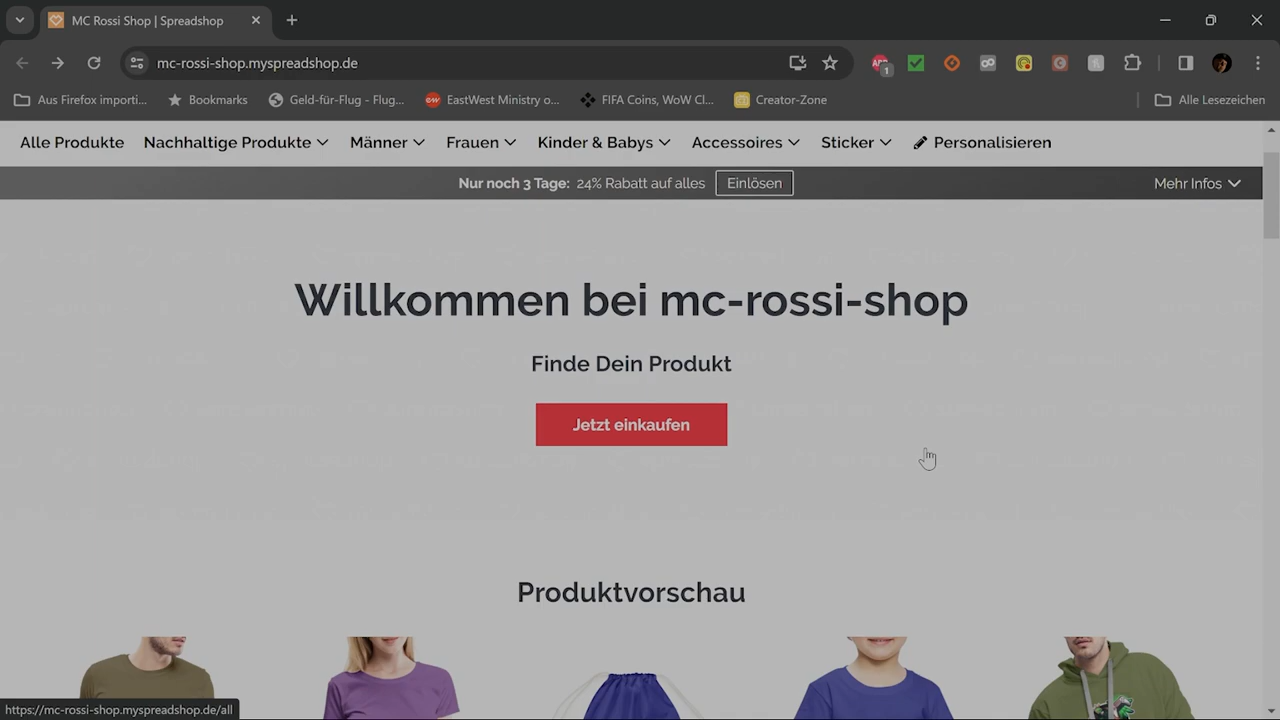 MC Rossi Shop | Spreadshop
mc-rossi-shop.myspreadshop.de
1
Aus Firefox importi...
Bookmarks
Geld-für-Flug - Flug...
EastWest Ministry o...
FIFA Coins, WoW Cl...
Creator-Zone
Alle Lesezeichen
Alle Produkte
Nachhaltige Produkte
Männer
Frauen
Kinder & Babys
Accessoires
Sticker
Personalisieren
Nur noch 3 Tage: 24% Rabatt auf alles
Einlösen
Mehr Infos
Willkommen bei mc-rossi-shop
Finde Dein Produkt
Jetzt einkaufen
Produktvorschau
https://mc-rossi-shop.myspreadshop.de/all